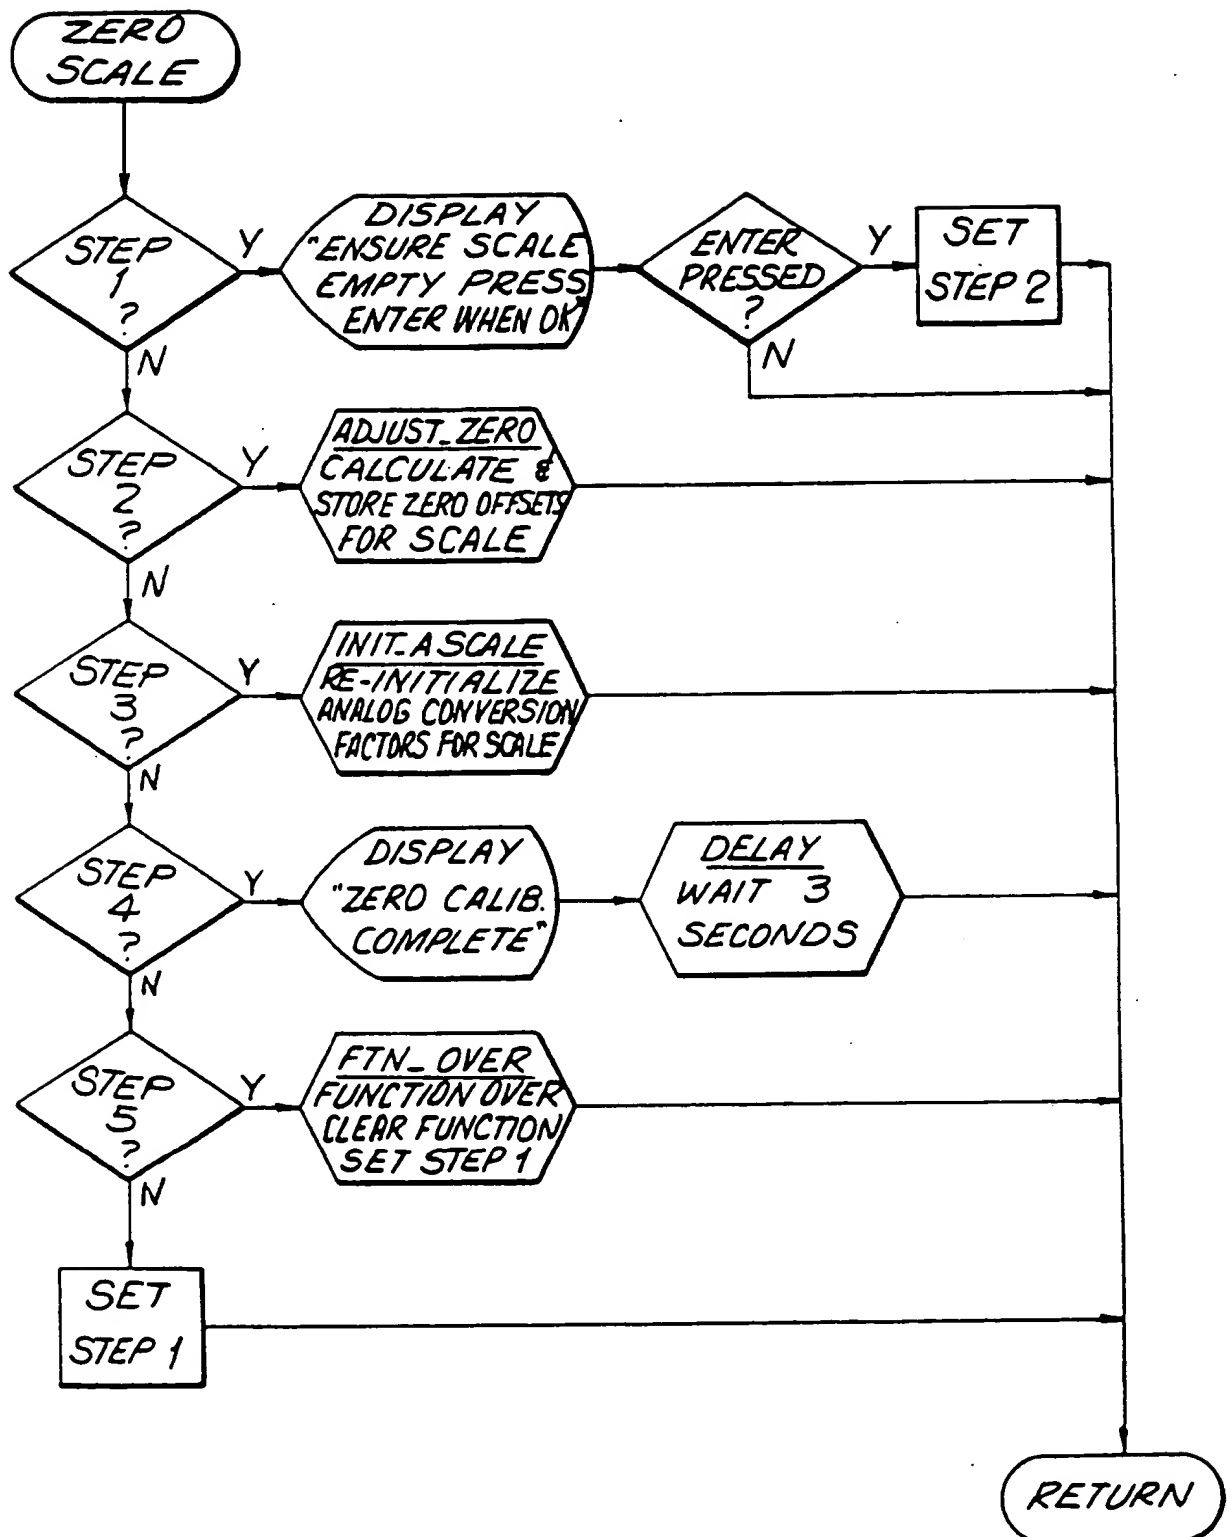 ZERO
SCALE
STEP
1
?
Y
N
DISPLAY
"ENSURE SCALE
EMPTY PRESS
ENTER WHEN OK"
ENTER
PRESSED
?
Y
N
SET
STEP 2
STEP
2
?
Y
N
ADJUST_ZERO
CALCULATE &
STORE ZERO OFFSETS
FOR SCALE
STEP
3
?
Y
N
INIT_ASCALE
RE-INITIALIZE
ANALOG CONVERSION
FACTORS FOR SCALE
STEP
4
?
Y
N
DISPLAY
"ZERO CALIB.
COMPLETE"
DELAY
WAIT 3
SECONDS
STEP
5
?
Y
N
FTN_OVER
FUNCTION OVER
CLEAR FUNCTION
SET STEP 1
SET
STEP 1
RETURN